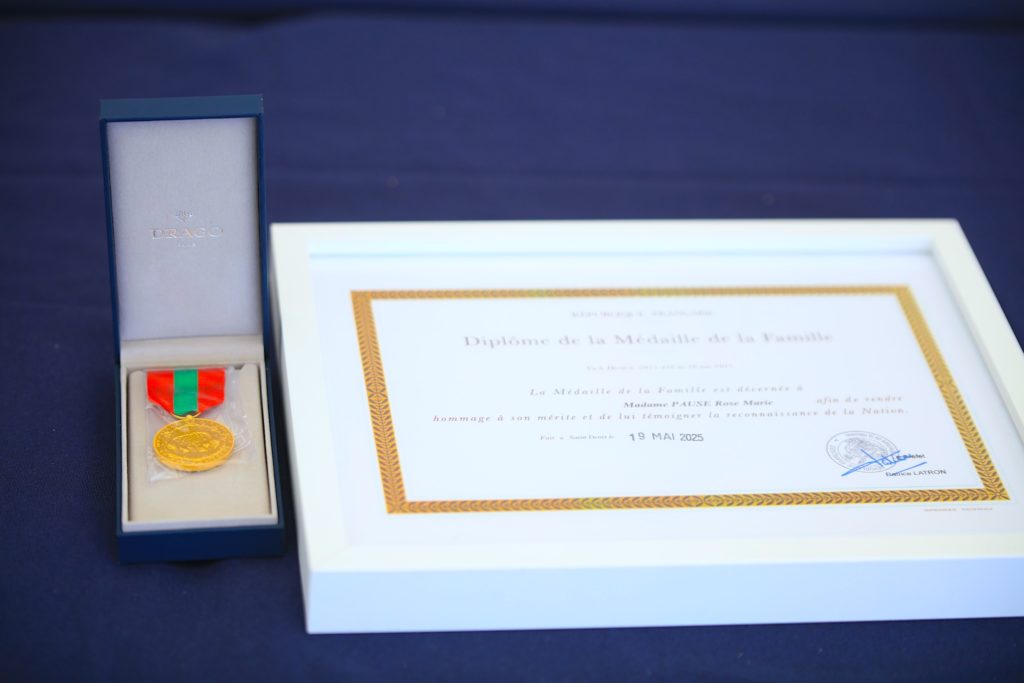 DRAGO
RÉPUBLIQUE FRANÇAISE
Diplôme de la Médaille de la Famille
La Médaille de la Famille est décernée à
Madame PAUSE Rose Marie afin de rendre
hommage à son mérite et de lui témoigner la reconnaissance de la Nation.
Fait à Saint-Denis le 19 MAI 2025
Patrice LATRON